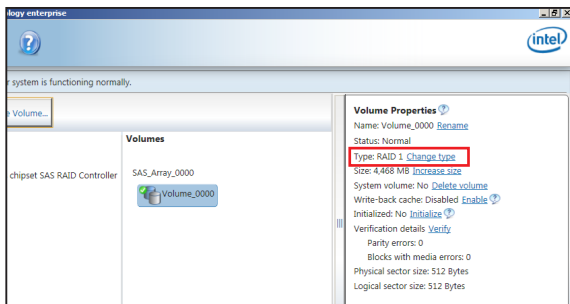 ology enterprise
?
intel
r system is functioning normally.
e Volume...
chipset SAS RAID Controller
Volumes
SAS_Array_0000
Volume_0000
Volume Properties ?
Name: Volume_0000 Rename
Status: Normal
Type: RAID 1 Change type
Size: 4,468 MB Increase size
System volume: No Delete volume
Write-back cache: Disabled Enable ?
Initialized: No Initialize ?
Verification details Verify
Parity errors: 0
Blocks with media errors: 0
Physical sector size: 512 Bytes
Logical sector size: 512 Bytes